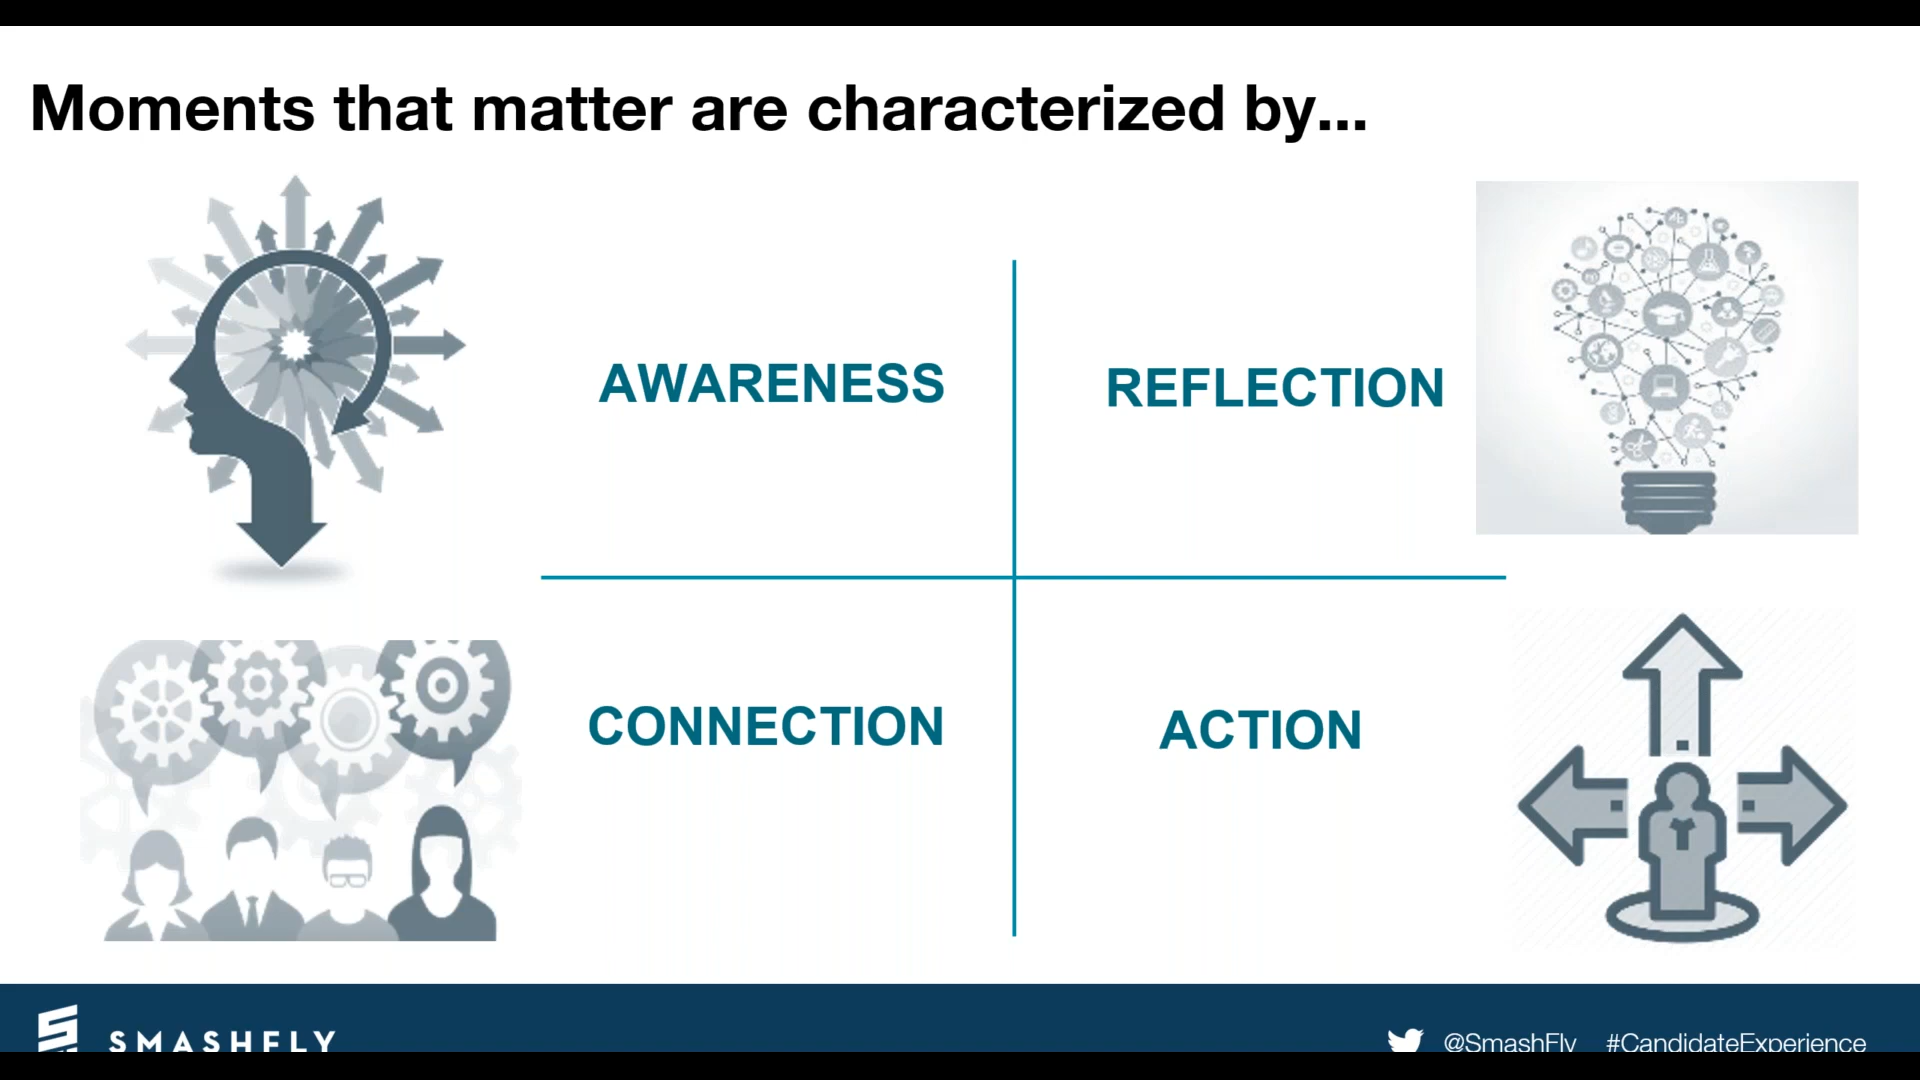 Moments that matter are characterized by...
AWARENESS
REFLECTION
CONNECTION
ACTION
SMASHFLY
@SmashFly #CandidateExperience